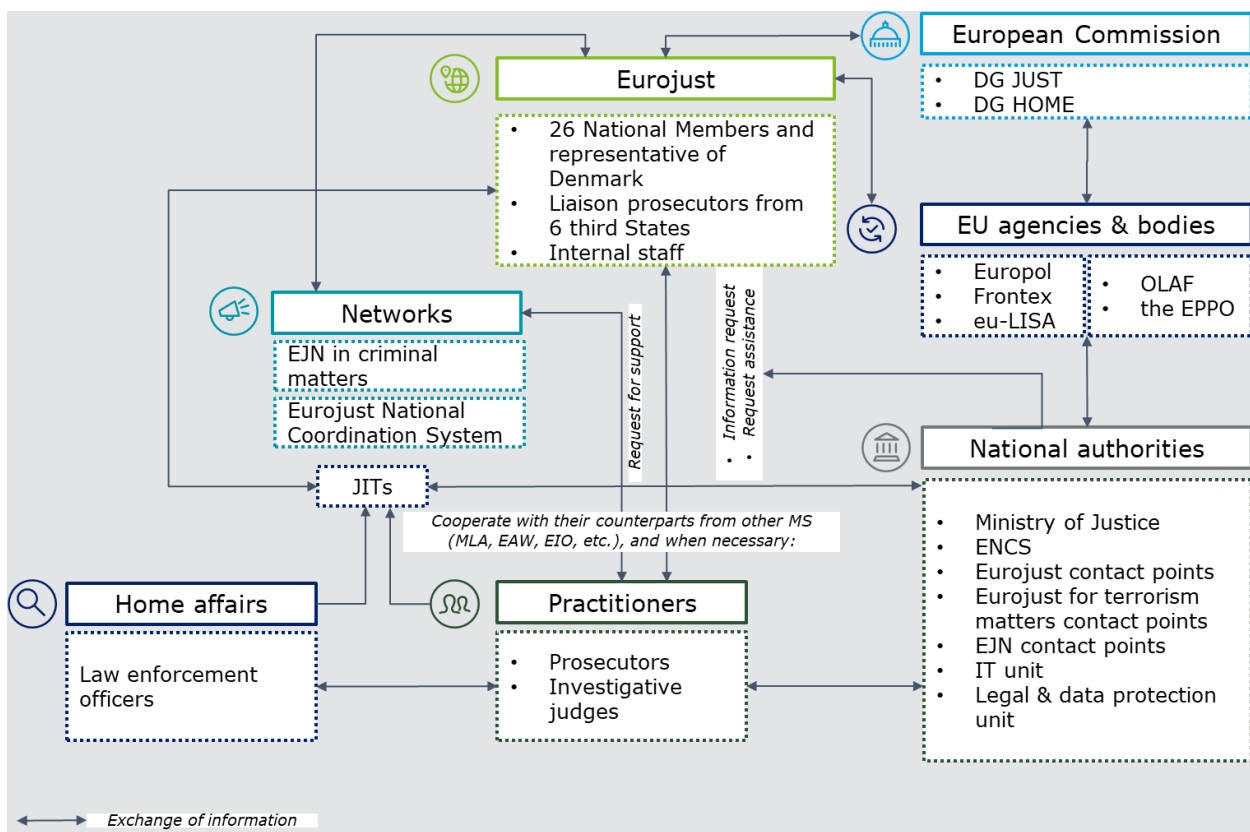 European Commission
• DG JUST
• DG HOME
Eurojust
• 26 National Members and
representative of
Denmark
• Liaison prosecutors from
6 third States
• Internal staff
EU agencies & bodies
• Europol
• Frontex
• eu-LISA
• OLAF
• the EPPO
Networks
EJN in criminal
matters
Eurojust National
Coordination System
Request for support
• Information request
• Request assistance
National authorities
• Ministry of Justice
• ENCS
• Eurojust contact points
• Eurojust for terrorism
matters contact points
• EJN contact points
• IT unit
• Legal & data protection
unit
JITs
Cooperate with their counterparts from other MS
(MLA, EAW, EIO, etc.), and when necessary:
Home affairs
Law enforcement
officers
Practitioners
• Prosecutors
• Investigative
judges
Exchange of information